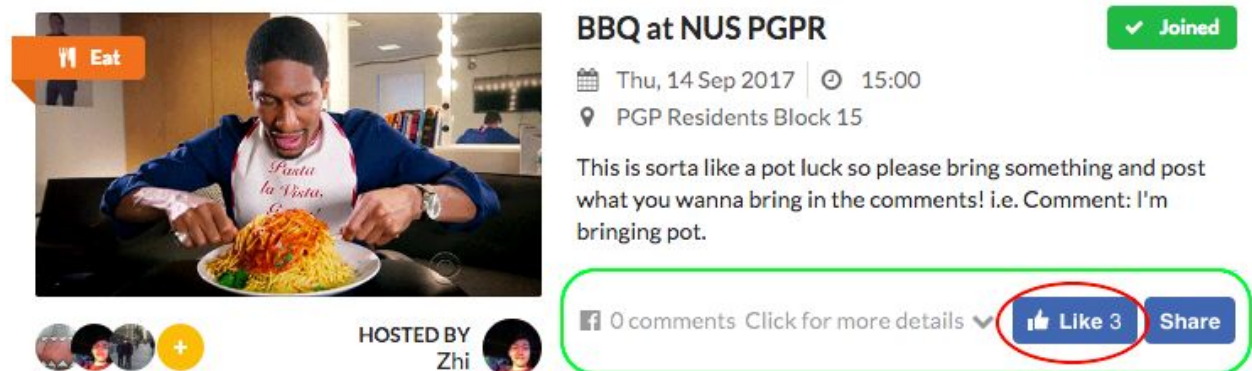 Eat
Pasta
la Vista,
BBQ at NUS PGPR
Joined
Thu, 14 Sep 2017 15:00
PGP Residents Block 15
This is sorta like a pot luck so please bring something and post
what you wanna bring in the comments! i.e. Comment: I'm
bringing pot.
0 comments Click for more details
Like 3
Share
HOSTED BY
Zhi